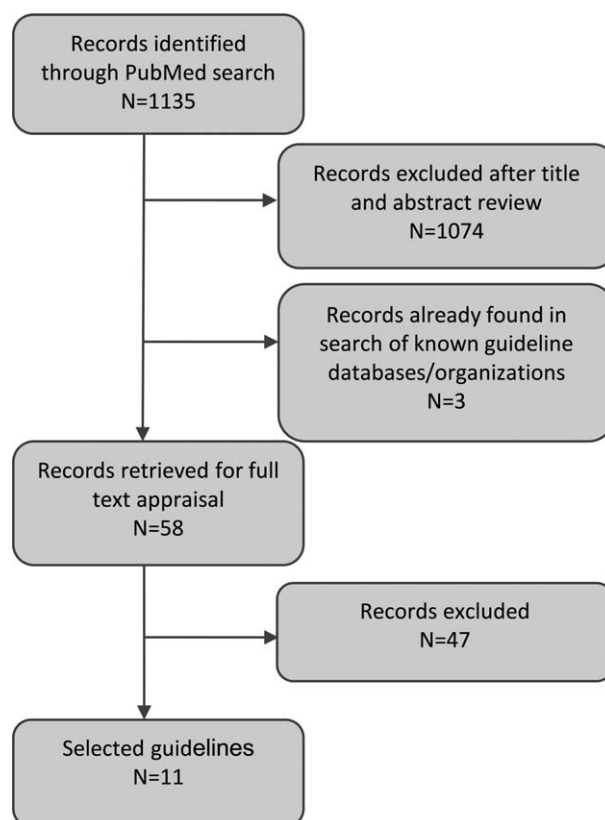 Records identified
through PubMed search
N=1135
Records excluded after title
and abstract review
N=1074
Records already found in
search of known guideline
databases/organizations
N=3
Records retrieved for full
text appraisal
N=58
Records excluded
N=47
Selected guidelines
N=11